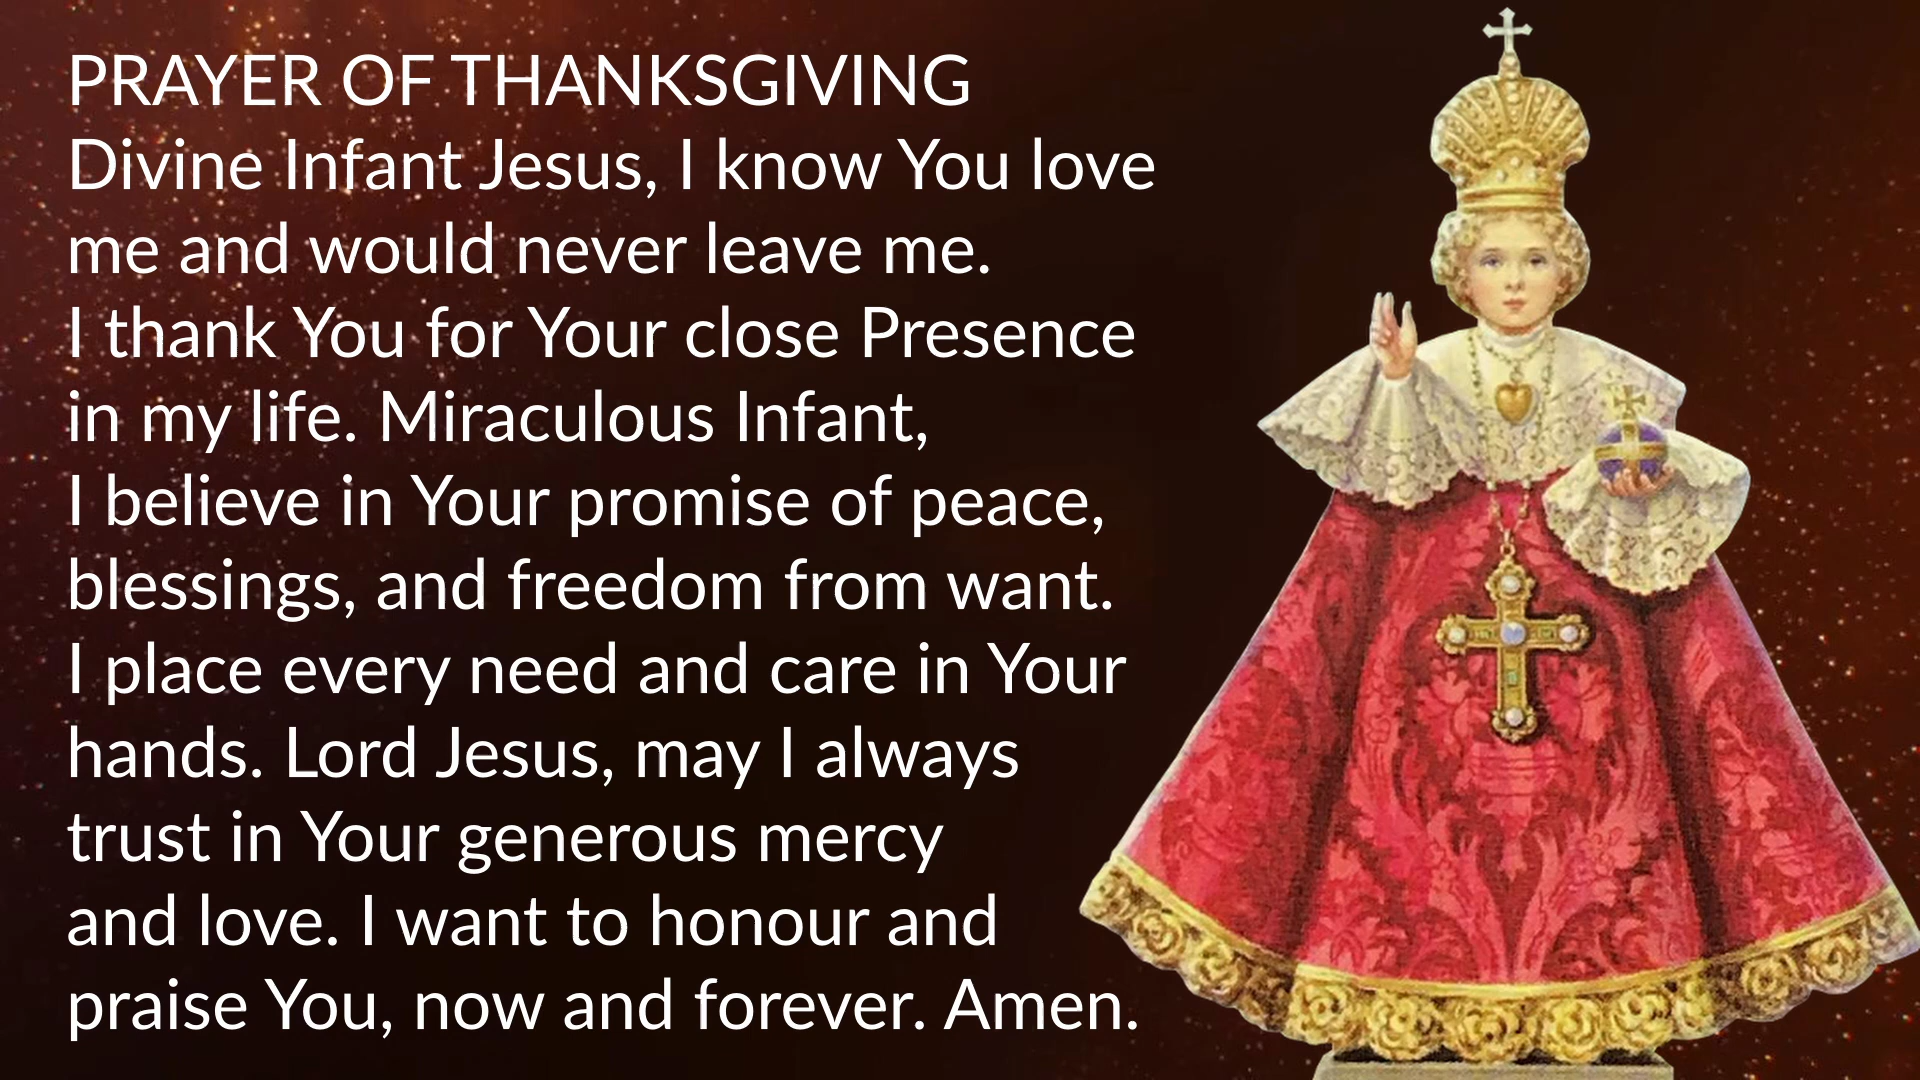 PRAYER OF THANKSGIVING
Divine Infant Jesus, I know You love
me and would never leave me.
I thank You for Your close Presence
in my life. Miraculous Infant,
I believe in Your promise of peace,
blessings, and freedom from want.
I place every need and care in Your
hands. Lord Jesus, may I always
trust in Your generous mercy
and love. I want to honour and
praise You, now and forever. Amen.